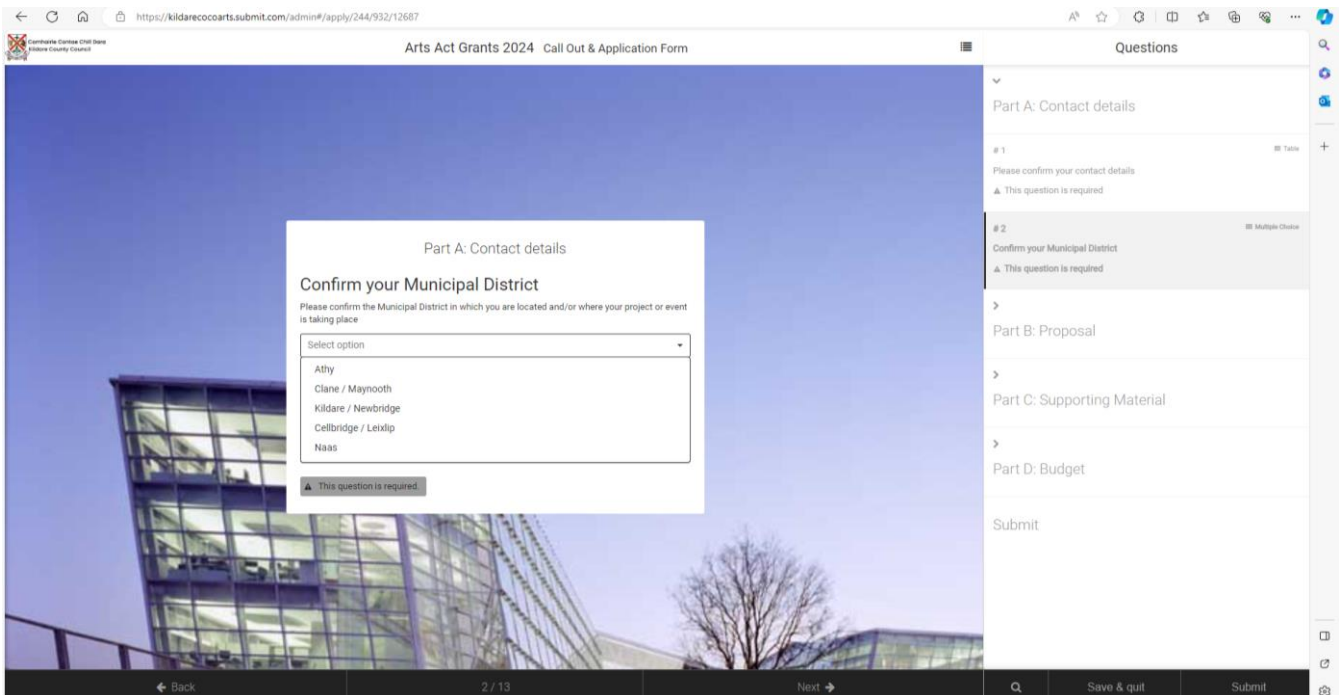 https://kildarecocoarts.submit.com/admin#/apply/244/932/12687
Comhairle Contae Chill Dara
Kildare County Council
Arts Act Grants 2024 Call Out & Application Form
Questions
Part A: Contact details
# 1
Table
Please confirm your contact details
This question is required
# 2
Multiple Choice
Confirm your Municipal District
This question is required
Part B: Proposal
Part C: Supporting Material
Part D: Budget
Submit
Part A: Contact details
Confirm your Municipal District
Please confirm the Municipal District in which you are located and/or where your project or event
is taking place
Select option
Athy
Clane / Maynooth
Kildare / Newbridge
Cellbridge / Leixlip
Naas
This question is required.
Back
2 / 13
Next
Save & quit
Submit